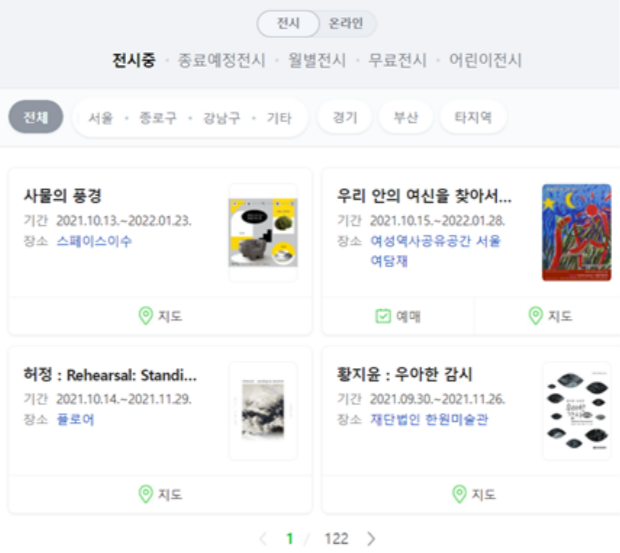 전시 온라인
전시중 · 종료예정전시 · 월별전시 · 무료전시 · 어린이전시
전체 서울 · 종로구 · 강남구 · 기타 경기 부산 타지역
사물의 풍경
기간 2021.10.13.~2022.01.23.
장소 스페이스이수
지도
우리 안의 여신을 찾아서...
기간 2021.10.15.~2022.01.28.
장소 여성역사공유공간 서울
여담재
예매 지도
허정 : Rehearsal: Standi...
기간 2021.10.14.~2021.11.29.
장소 플로어
지도
황지윤 : 우아한 감시
기간 2021.09.30.~2021.11.26.
장소 재단법인 한원미술관
지도
1 / 122